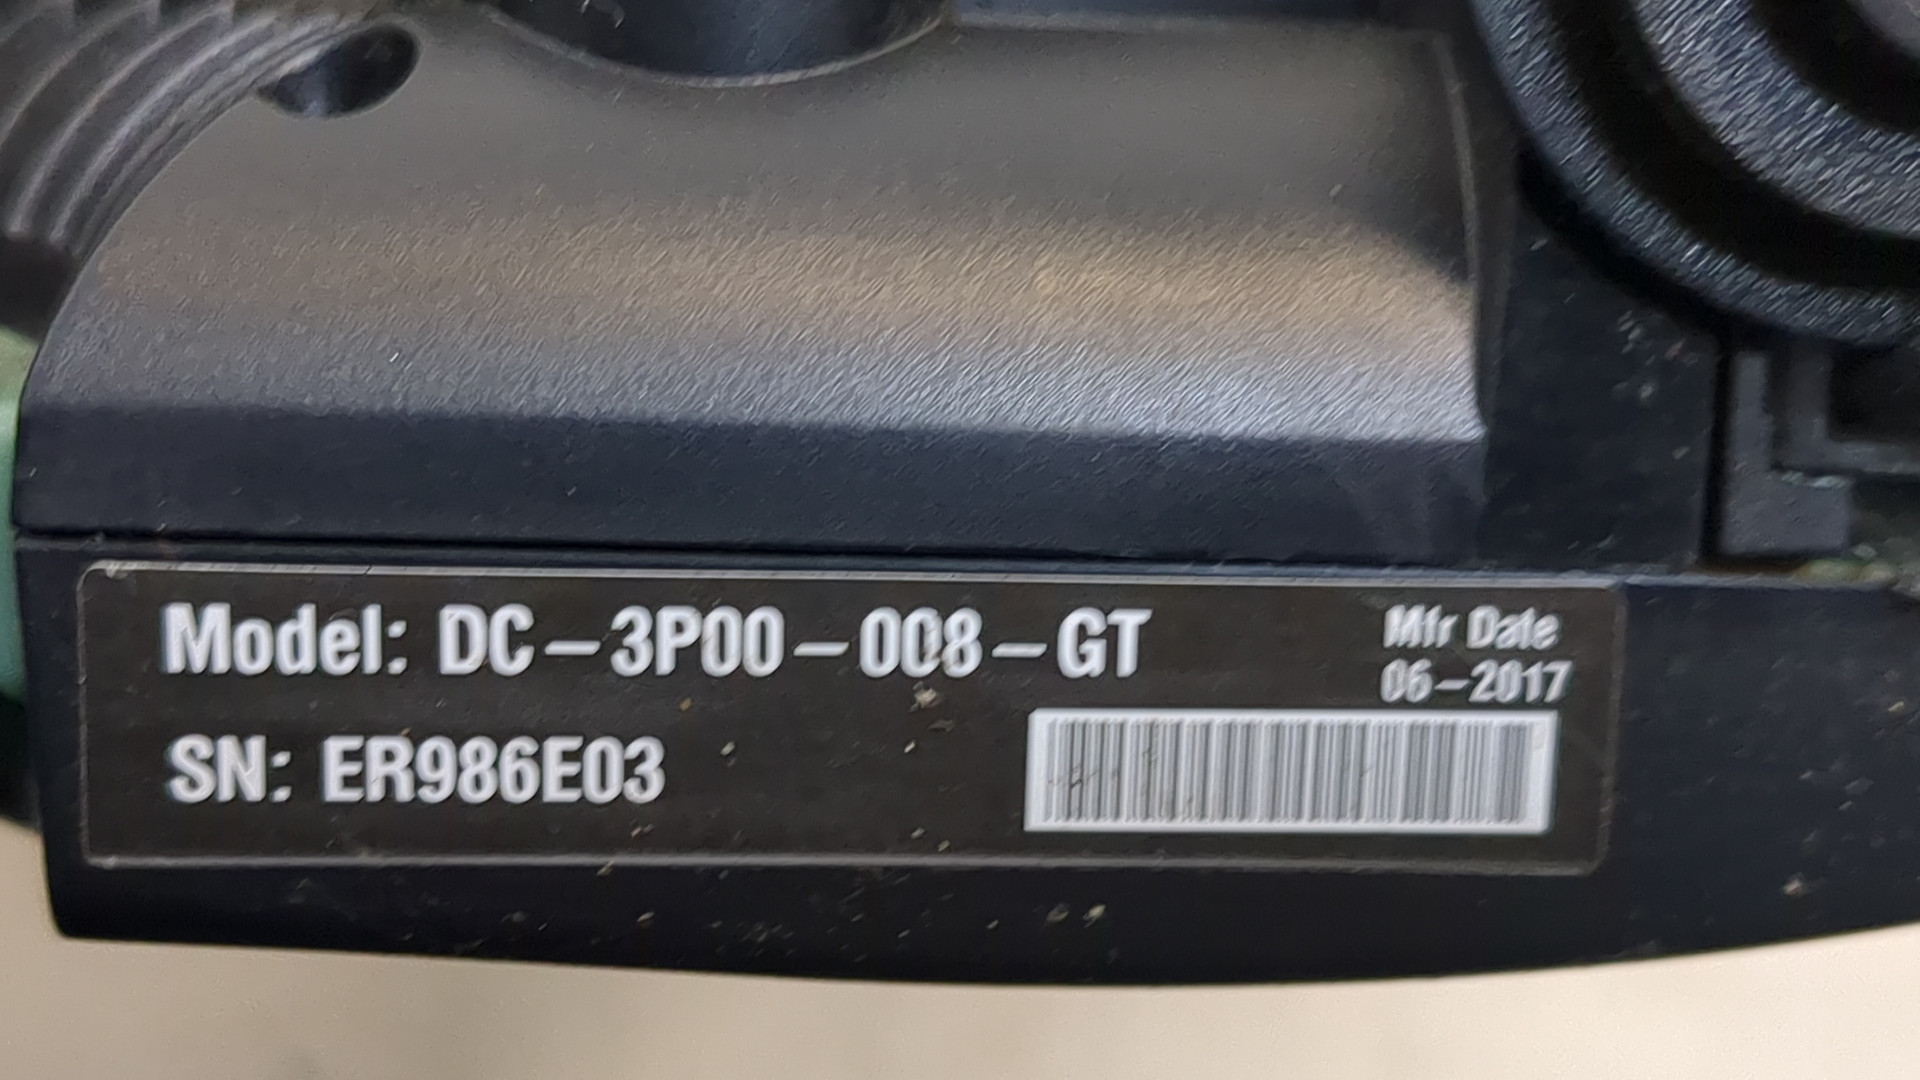 Model: DC-3P00-008-GT
Mfr Date
06-2017
SN: ER986E03